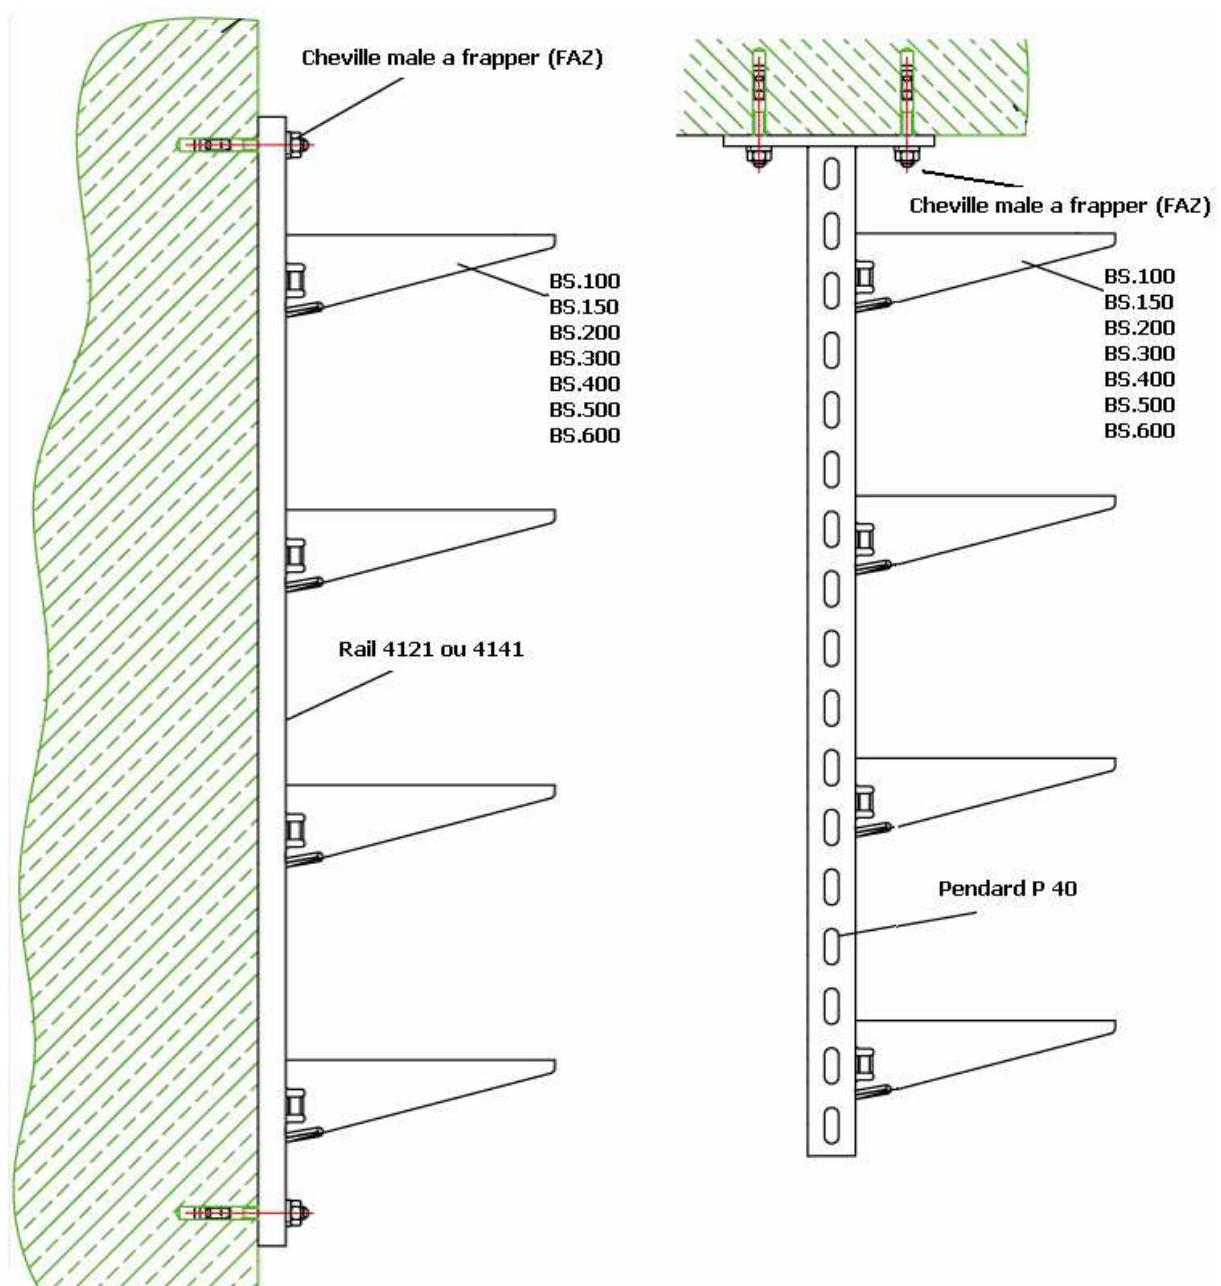 Cheville male a frapper (FAZ)
BS.100
BS.150
BS.200
BS.300
BS.400
BS.500
BS.600
Rail 4121 ou 4141
Cheville male a frapper (FAZ)
BS.100
BS.150
BS.200
BS.300
BS.400
BS.500
BS.600
Pendard P 40